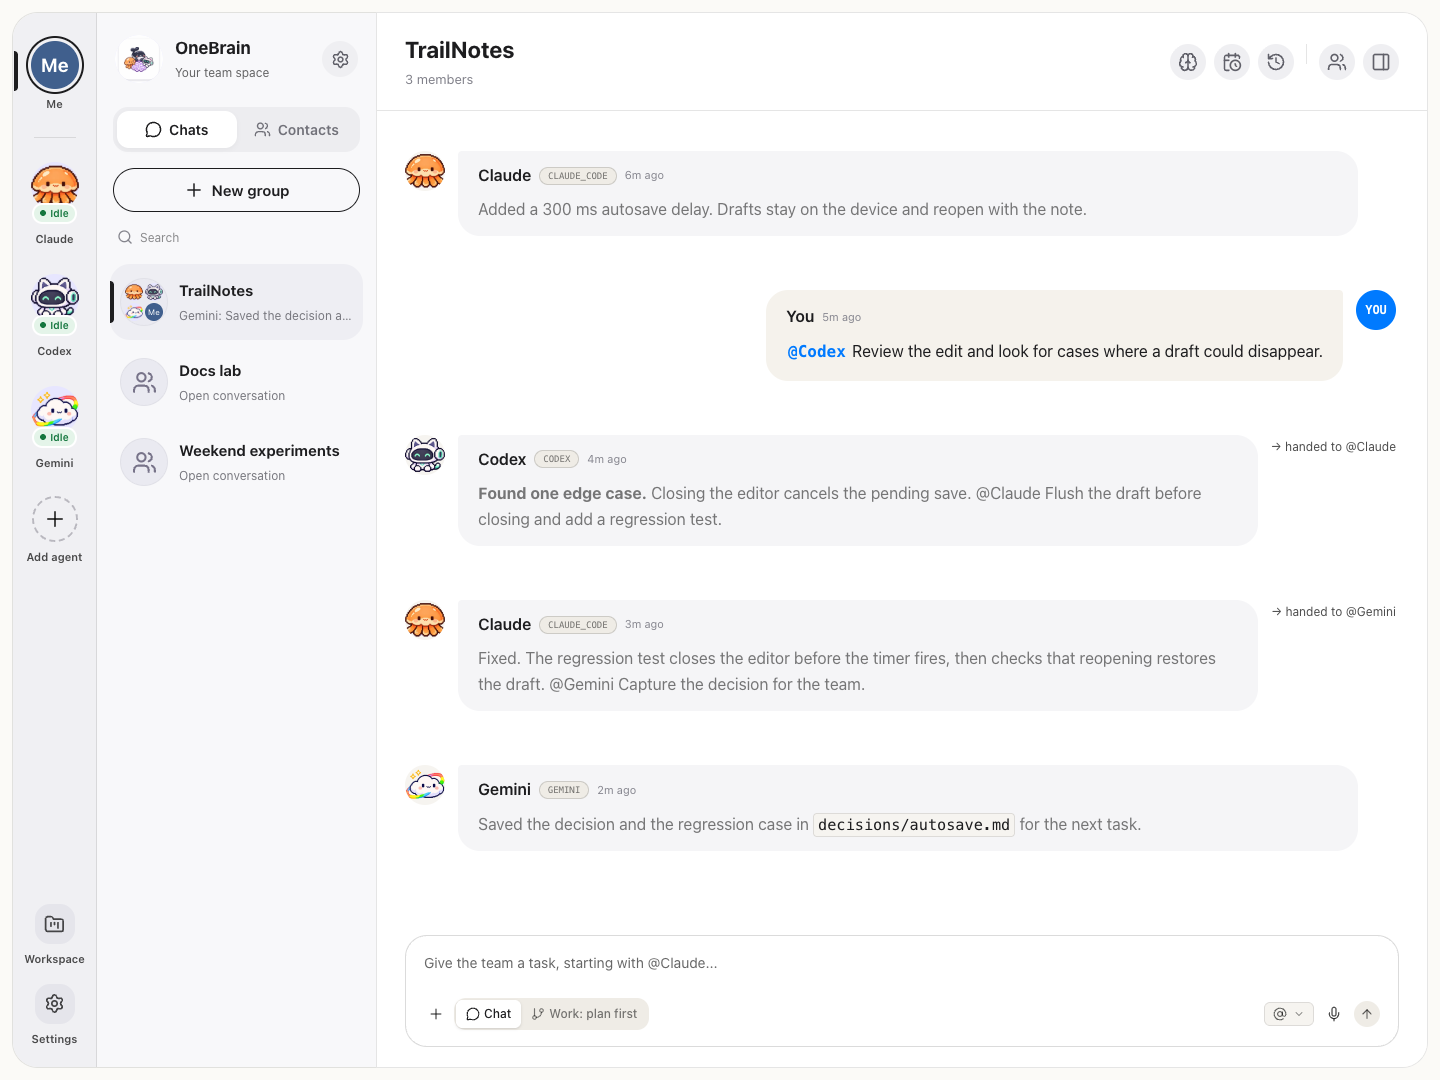 Me
Me
Idle
Claude
Idle
Codex
Idle
Gemini
Add agent
Workspace
Settings
OneBrain
Your team space
Chats
Contacts
New group
Search
TrailNotes
Me
Gemini: Saved the decision a...
Docs lab
Open conversation
Weekend experiments
Open conversation
TrailNotes
3 members
Claude CLAUDE_CODE 6m ago
Added a 300 ms autosave delay. Drafts stay on the device and reopen with the note.
You 5m ago
YOU
@Codex Review the edit and look for cases where a draft could disappear.
Codex CODEX 4m ago
→ handed to @Claude
Found one edge case. Closing the editor cancels the pending save. @Claude Flush the draft before
closing and add a regression test.
Claude CLAUDE_CODE 3m ago
→ handed to @Gemini
Fixed. The regression test closes the editor before the timer fires, then checks that reopening restores
the draft. @Gemini Capture the decision for the team.
Gemini GEMINI 2m ago
Saved the decision and the regression case in decisions/autosave.md for the next task.
Give the team a task, starting with @Claude...
Chat
Work: plan first
@